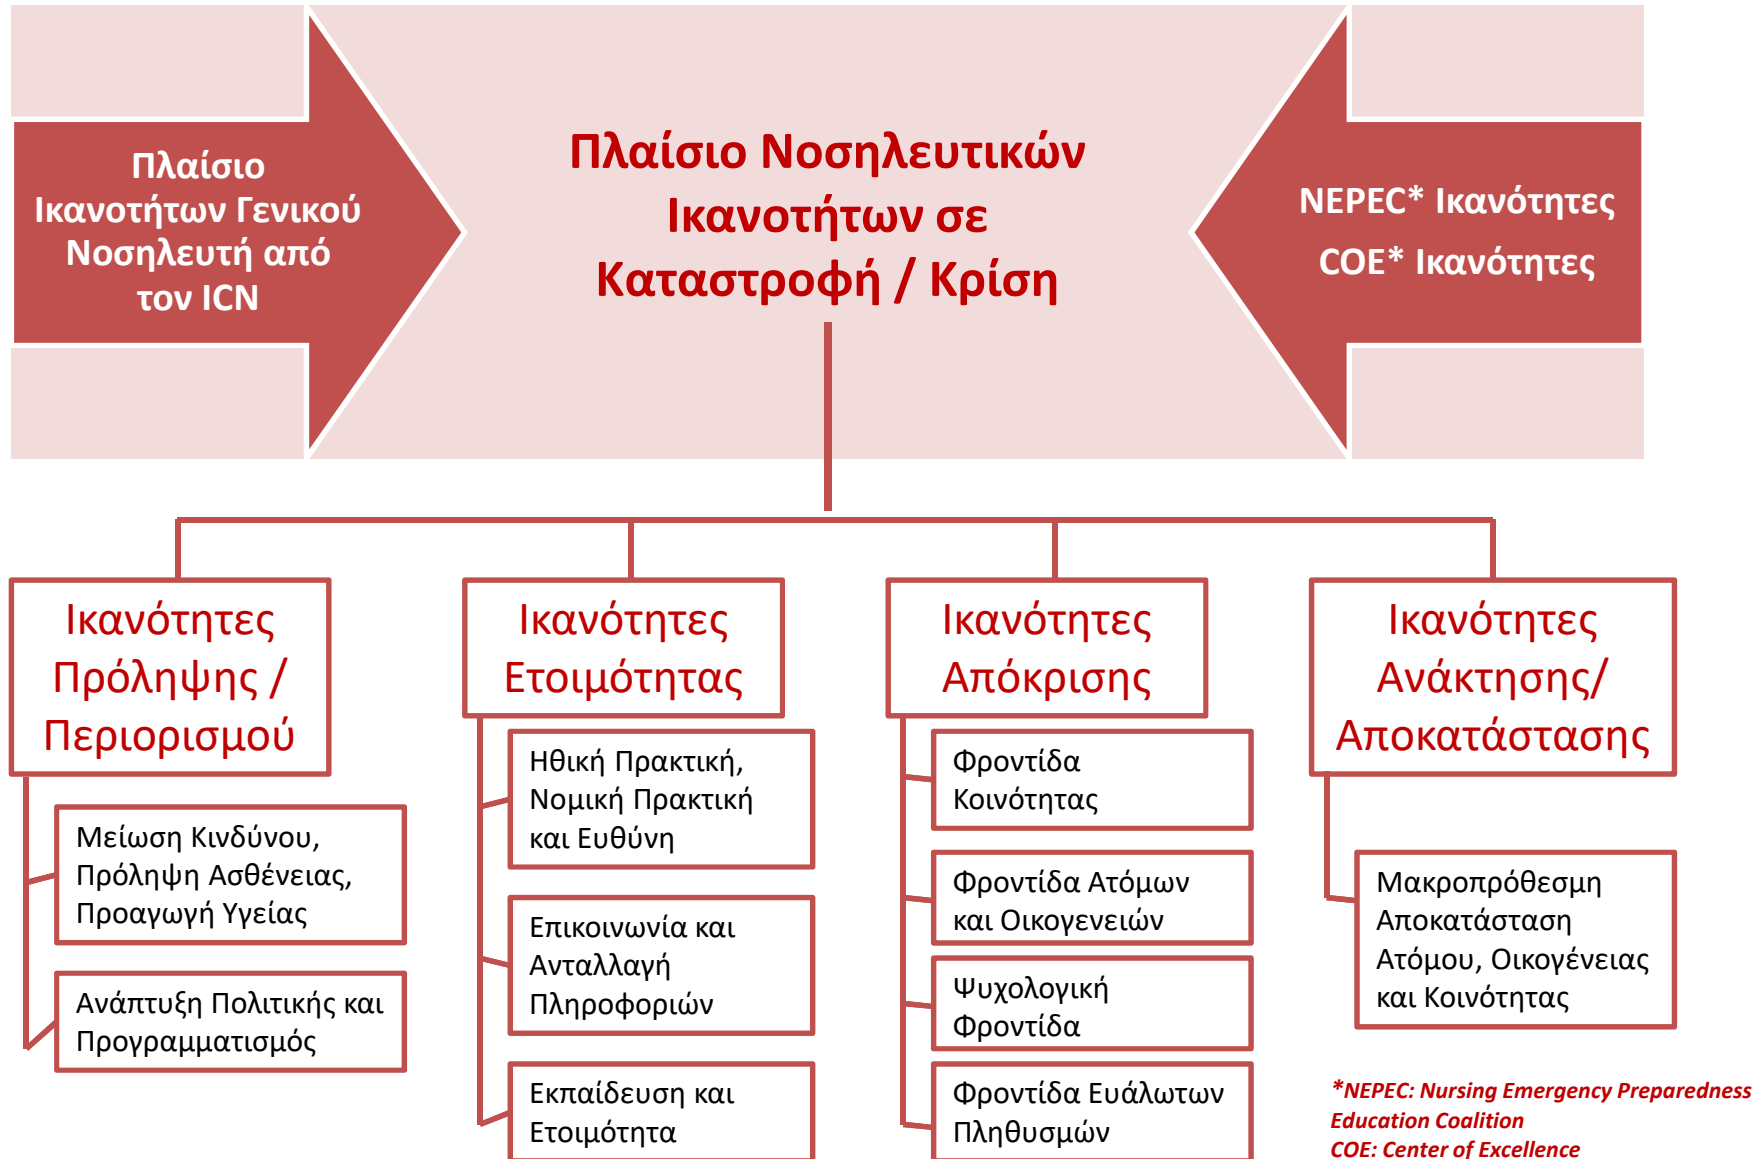 Πλαίσιο
Ικανοτήτων Γενικού
Νοσηλευτή από
τον ICN
Πλαίσιο Νοσηλευτικών
Ικανοτήτων σε
Καταστροφή / Κρίση
NEPEC* Ικανότητες
COE* Ικανότητες
Ικανότητες
Πρόληψης /
Περιορισμού
Μείωση Κινδύνου,
Πρόληψη Ασθένειας,
Προαγωγή Υγείας
Ανάπτυξη Πολιτικής και
Προγραμματισμός
Ικανότητες
Ετοιμότητας
Ηθική Πρακτική,
Νομική Πρακτική
και Ευθύνη
Επικοινωνία και
Ανταλλαγή
Πληροφοριών
Εκπαίδευση και
Ετοιμότητα
Ικανότητες
Απόκρισης
Φροντίδα
Κοινότητας
Φροντίδα Ατόμων
και Οικογενειών
Ψυχολογική
Φροντίδα
Φροντίδα Ευάλωτων
Πληθυσμών
Ικανότητες
Ανάκτησης/
Αποκατάστασης
Μακροπρόθεσμη
Αποκατάσταση
Ατόμου, Οικογένειας
και Κοινότητας
*NEPEC: Nursing Emergency Preparedness
Education Coalition
COE: Center of Excellence